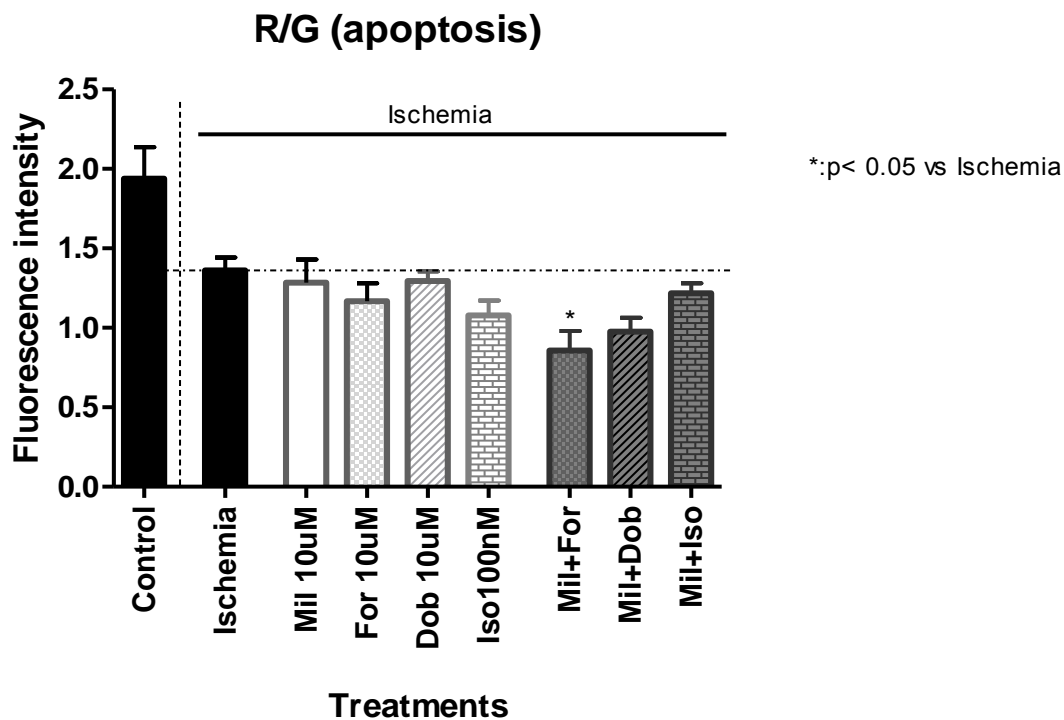 R/G (apoptosis)
Fluorescence intensity
2.5
2.0
1.5
1.0
0.5
0.0
Ischemia
*:p< 0.05 vs Ischemia
*
Control
Ischemia
Mil 10uM
For 10uM
Dob 10uM
Iso100nM
Mil+For
Mil+Dob
Mil+Iso
Treatments